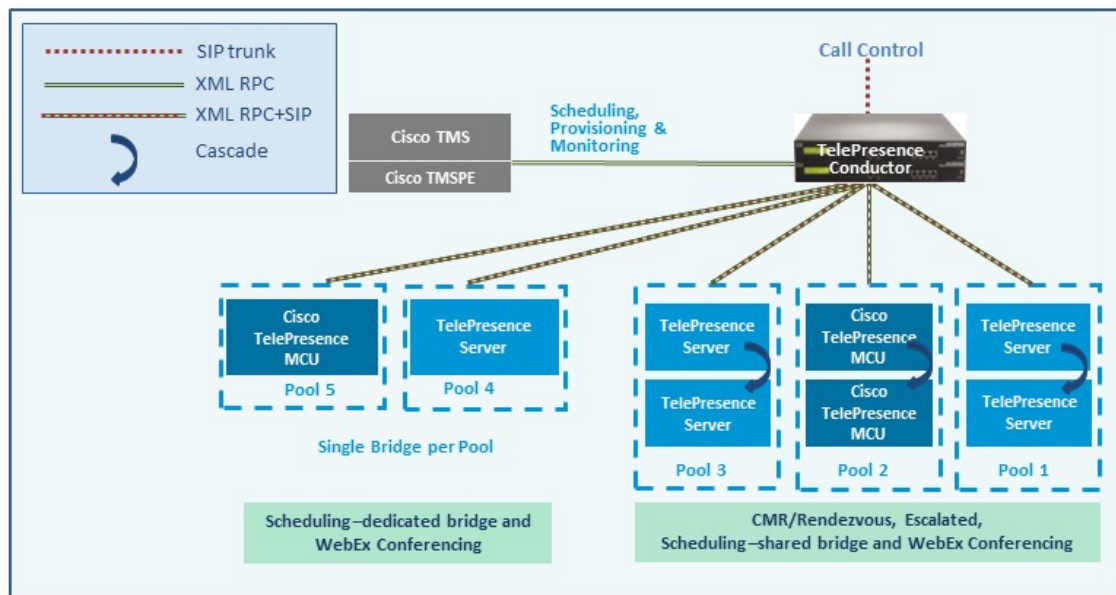 SIP trunk
XML RPC
XML RPC+SIP
Cascade
Call Control
Scheduling,
Provisioning &
Monitoring
Cisco TMS
Cisco TMSPE
TelePresence
Conductor
Cisco
TelePresence
MCU
Pool 5
TelePresence
Server
Pool 4
Single Bridge per Pool
TelePresence
Server
TelePresence
Server
Pool 3
Cisco
TelePresence
MCU
Cisco
TelePresence
MCU
Pool 2
TelePresence
Server
TelePresence
Server
Pool 1
Scheduling–dedicated bridge and
WebEx Conferencing
CMR/Rendezvous, Escalated,
Scheduling–shared bridge and WebEx Conferencing